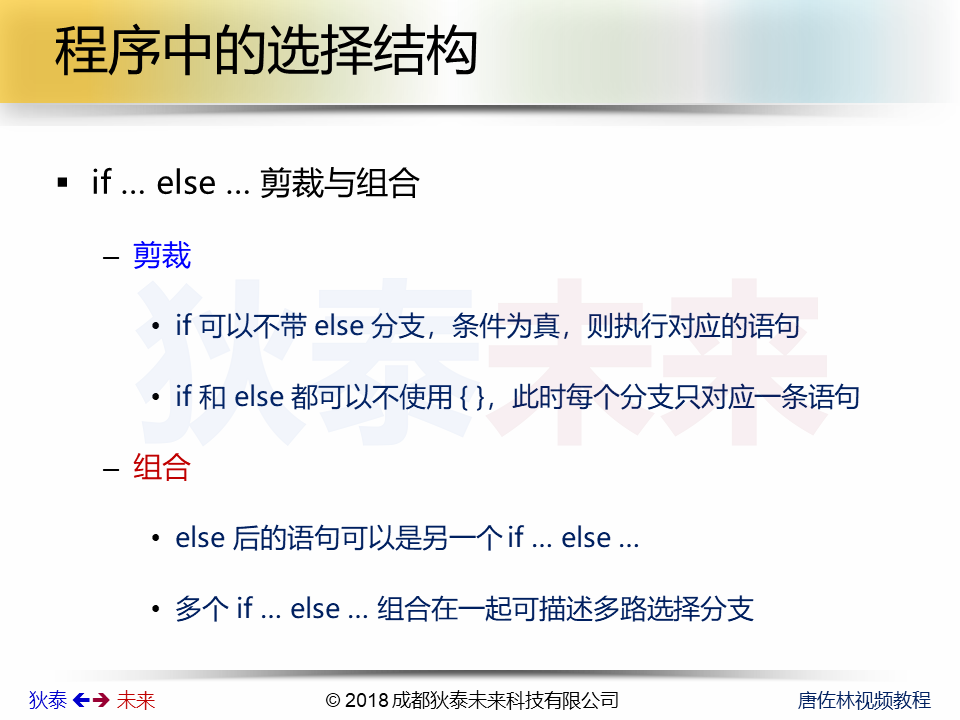 程序中的选择结构
▪ if … else … 剪裁与组合
– 剪裁
• if 可以不带 else 分支，条件为真，则执行对应的语句
• if 和 else 都可以不使用 { }，此时每个分支只对应一条语句
– 组合
• else 后的语句可以是另一个 if … else …
• 多个 if … else … 组合在一起可描述多路选择分支
狄泰未来
狄泰 🡸🡺 未来
© 2018 成都狄泰未来科技有限公司
唐佐林视频教程